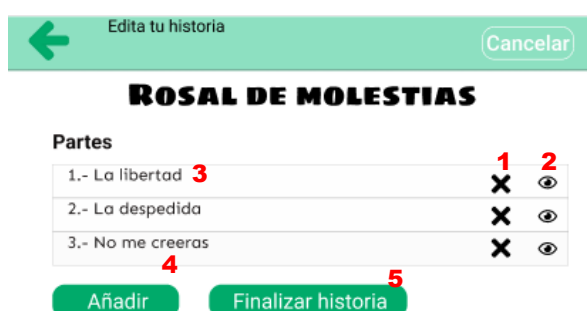 Edita tu historia
Cancelar
ROSAL DE MOLESTIAS
Partes
1 2
1.- La libertad 3
2.- La despedida
3.- No me creeras
4
5
Añadir Finalizar historia